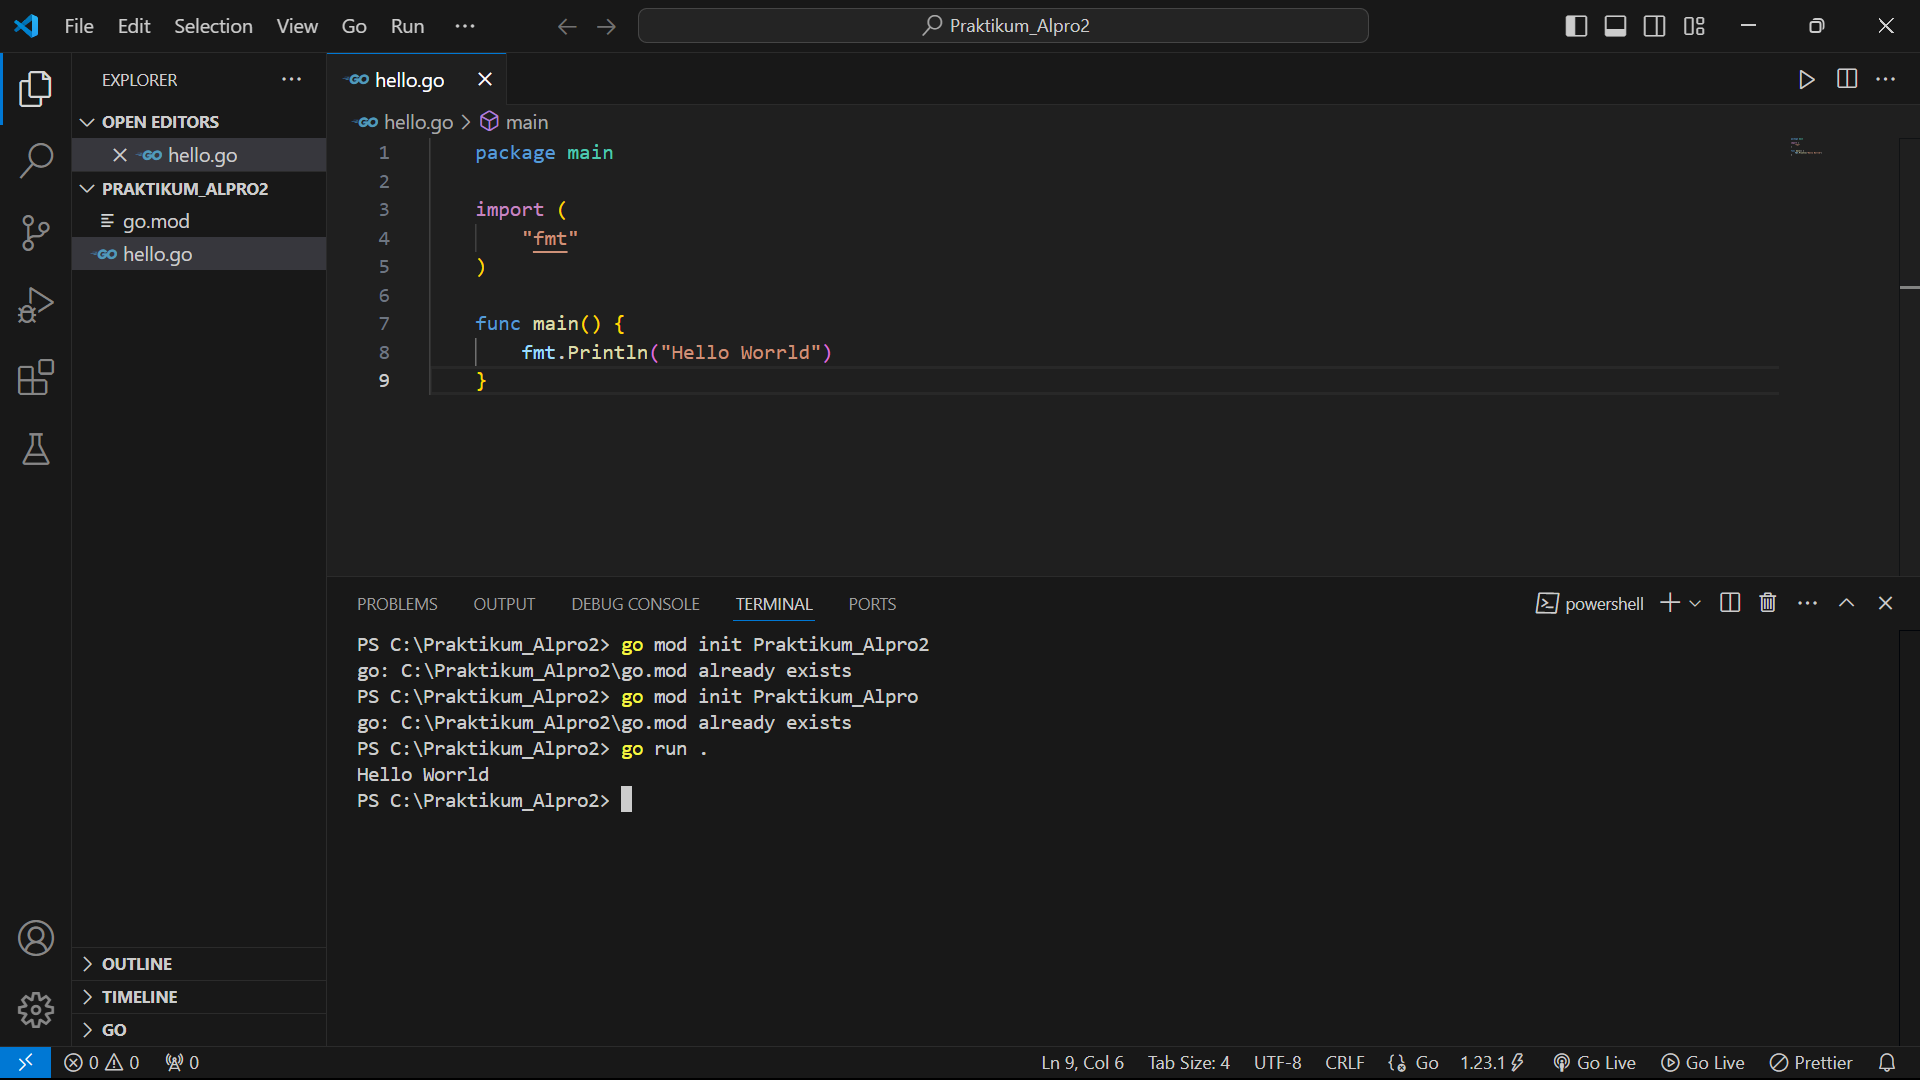 File Edit Selection View Go Run ···
Praktikum_Alpro2
EXPLORER ···
OPEN EDITORS
GO hello.go
PRAKTIKUM_ALPRO2
go.mod
GO hello.go
OUTLINE
TIMELINE
GO
GO hello.go
GO hello.go > main
1 package main
2
3 import (
4 "fmt"
5 )
6
7 func main() {
8 fmt.Println("Hello Worrld")
9 }
PROBLEMS OUTPUT DEBUG CONSOLE TERMINAL PORTS
powershell
PS C:\Praktikum_Alpro2> go mod init Praktikum_Alpro2
go: C:\Praktikum_Alpro2\go.mod already exists
PS C:\Praktikum_Alpro2> go mod init Praktikum_Alpro
go: C:\Praktikum_Alpro2\go.mod already exists
PS C:\Praktikum_Alpro2> go run .
Hello Worrld
PS C:\Praktikum_Alpro2>
0 0 0 Ln 9, Col 6 Tab Size: 4 UTF-8 CRLF Go 1.23.1 Go Live Go Live Prettier